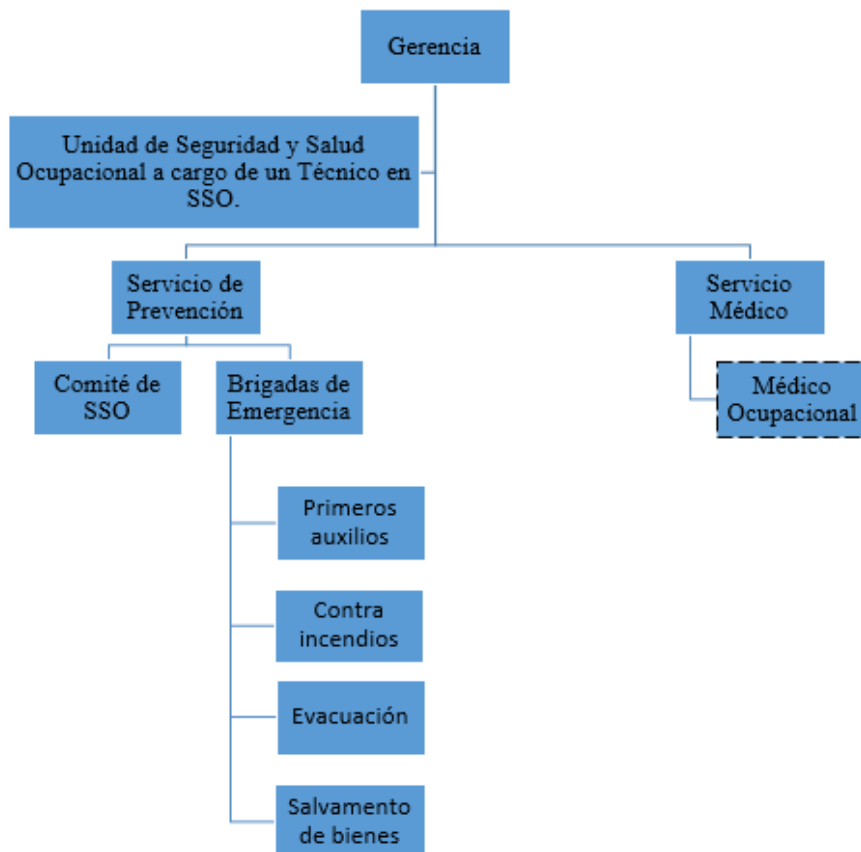 Gerencia
Unidad de Seguridad y Salud
Ocupacional a cargo de un Técnico en
SSO.
Servicio de
Prevención
Servicio
Médico
Comité de
SSO
Brigadas de
Emergencia
Médico
Ocupacional
Primeros
auxilios
Contra
incendios
Evacuación
Salvamento
de bienes